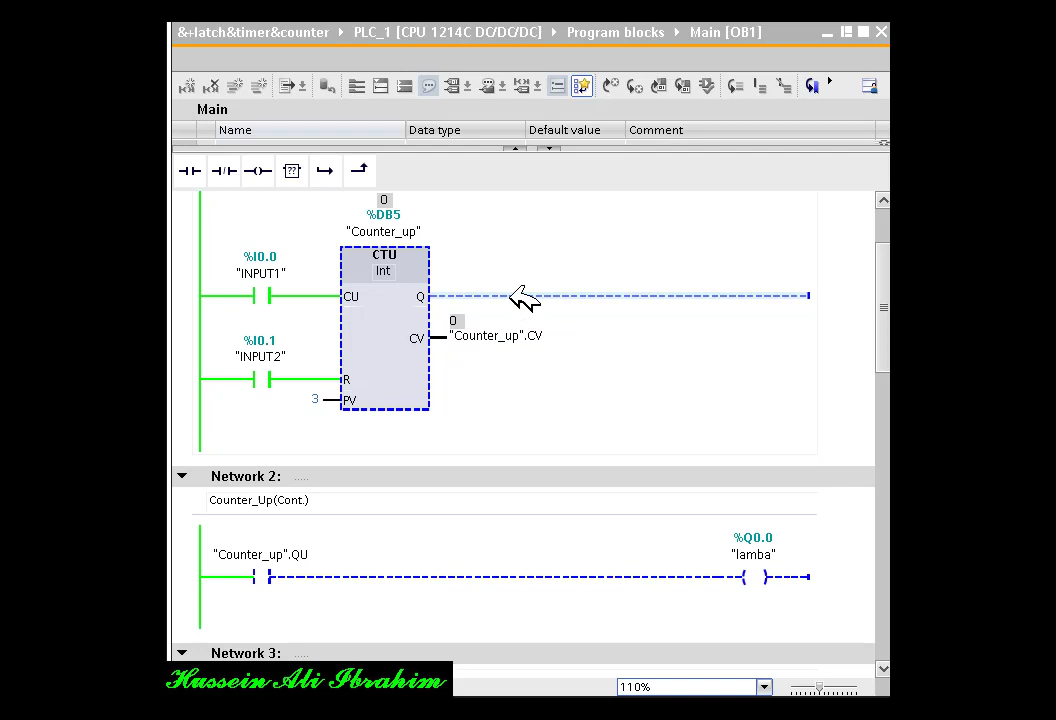 &+latch&timer&counter ▸ PLC_1 [CPU 1214C DC/DC/DC] ▸ Program blocks ▸ Main [OB1]
Main
Name Data type Default value Comment
??
0
%DB5
"Counter_up"
CTU
Int
%I0.0
"INPUT1"
CU Q
0
CV "Counter_up".CV
%I0.1
"INPUT2"
R
3 PV
Network 2: .....
Counter_Up(Cont.)
%Q0.0
"Counter_up".QU "lamba"
Network 3: .....
Hussein Ali Ibrahim
110%